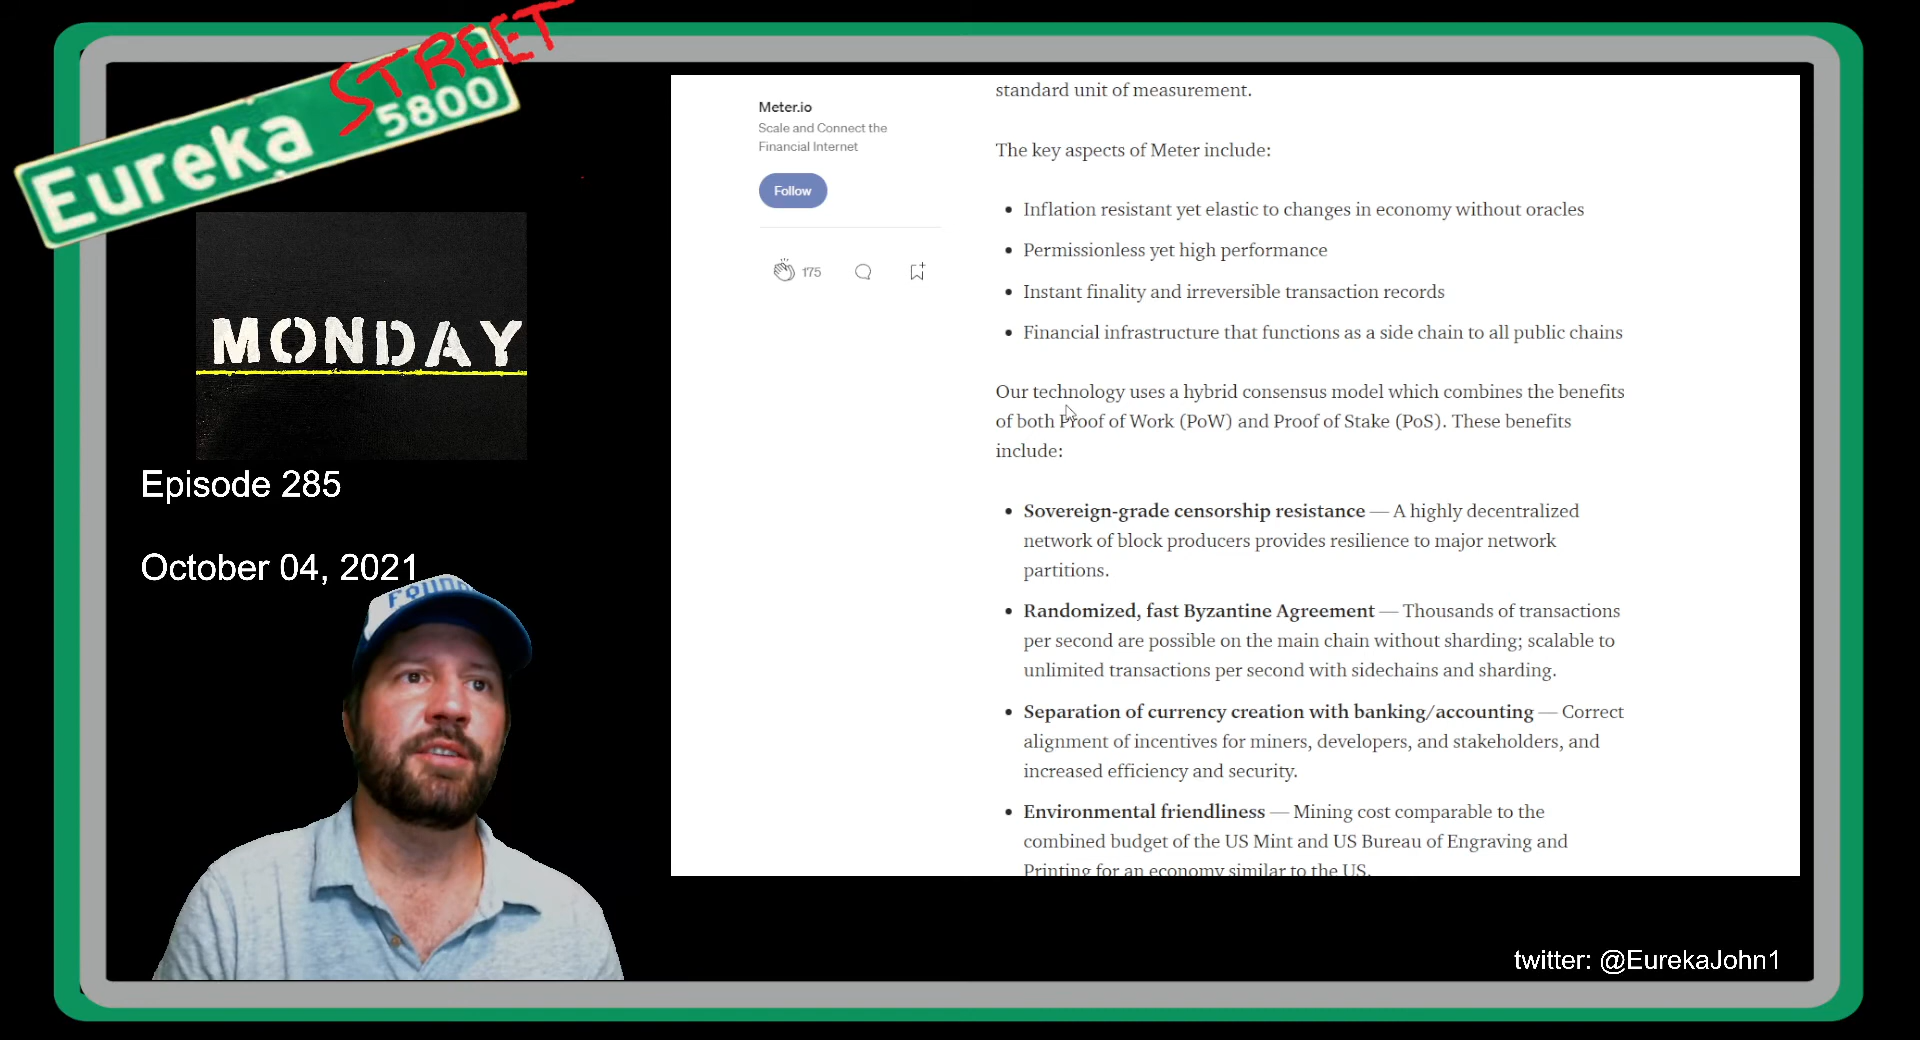 Eureka STREET
5800
MONDAY
Episode 285
October 04, 2021
Meter.io
Scale and Connect the
Financial Internet
Follow
175
standard unit of measurement.
The key aspects of Meter include:
• Inflation resistant yet elastic to changes in economy without oracles
• Permissionless yet high performance
• Instant finality and irreversible transaction records
• Financial infrastructure that functions as a side chain to all public chains
Our technology uses a hybrid consensus model which combines the benefits
of both Proof of Work (PoW) and Proof of Stake (PoS). These benefits
include:
• Sovereign-grade censorship resistance — A highly decentralized
network of block producers provides resilience to major network
partitions.
• Randomized, fast Byzantine Agreement — Thousands of transactions
per second are possible on the main chain without sharding; scalable to
unlimited transactions per second with sidechains and sharding.
• Separation of currency creation with banking/accounting — Correct
alignment of incentives for miners, developers, and stakeholders, and
increased efficiency and security.
• Environmental friendliness — Mining cost comparable to the
combined budget of the US Mint and US Bureau of Engraving and
Printing for an economy similar to the US.
twitter: @EurekaJohn1